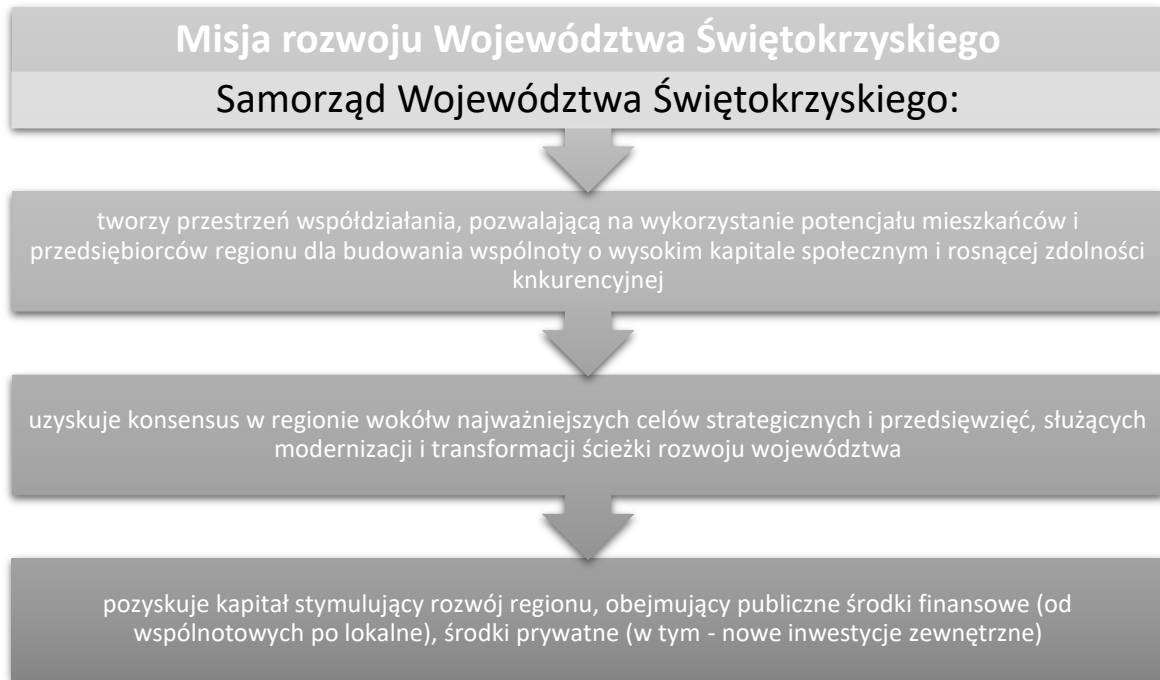 Misja rozwoju Województwa Świętokrzyskiego
Samorząd Województwa Świętokrzyskiego:
tworzy przestrzeń współdziałania, pozwalającą na wykorzystanie potencjału mieszkańców i
przedsiębiorców regionu dla budowania wspólnoty o wysokim kapitale społecznym i rosnącej zdolności
knkurencyjnej
uzyskuje konsensus w regionie wokółw najważniejszych celów strategicznych i przedsięwzięć, służących
modernizacji i transformacji ścieżki rozwoju województwa
pozyskuje kapitał stymulujący rozwój regionu, obejmujący publiczne środki finansowe (od
wspólnotowych po lokalne), środki prywatne (w tym - nowe inwestycje zewnętrzne)